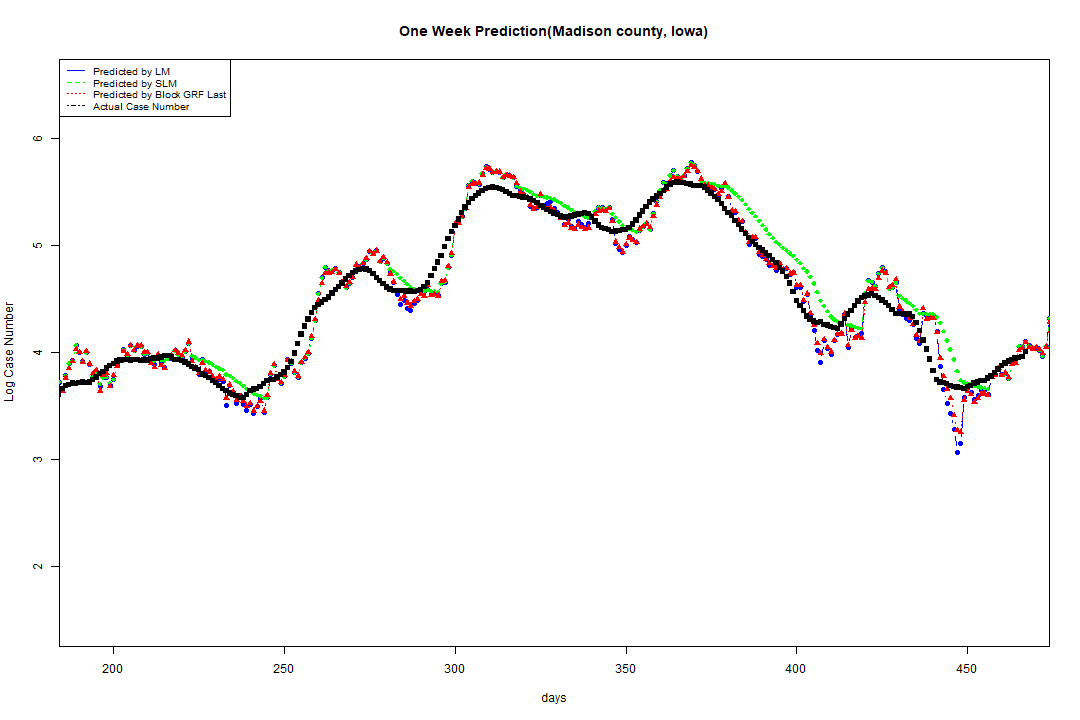 One Week Prediction(Madison county, Iowa)
Predicted by LM
Predicted by SLM
Predicted by Block GRF Last
Actual Case Number
Log Case Number
6
5
4
3
2
200 250 300 350 400 450
days